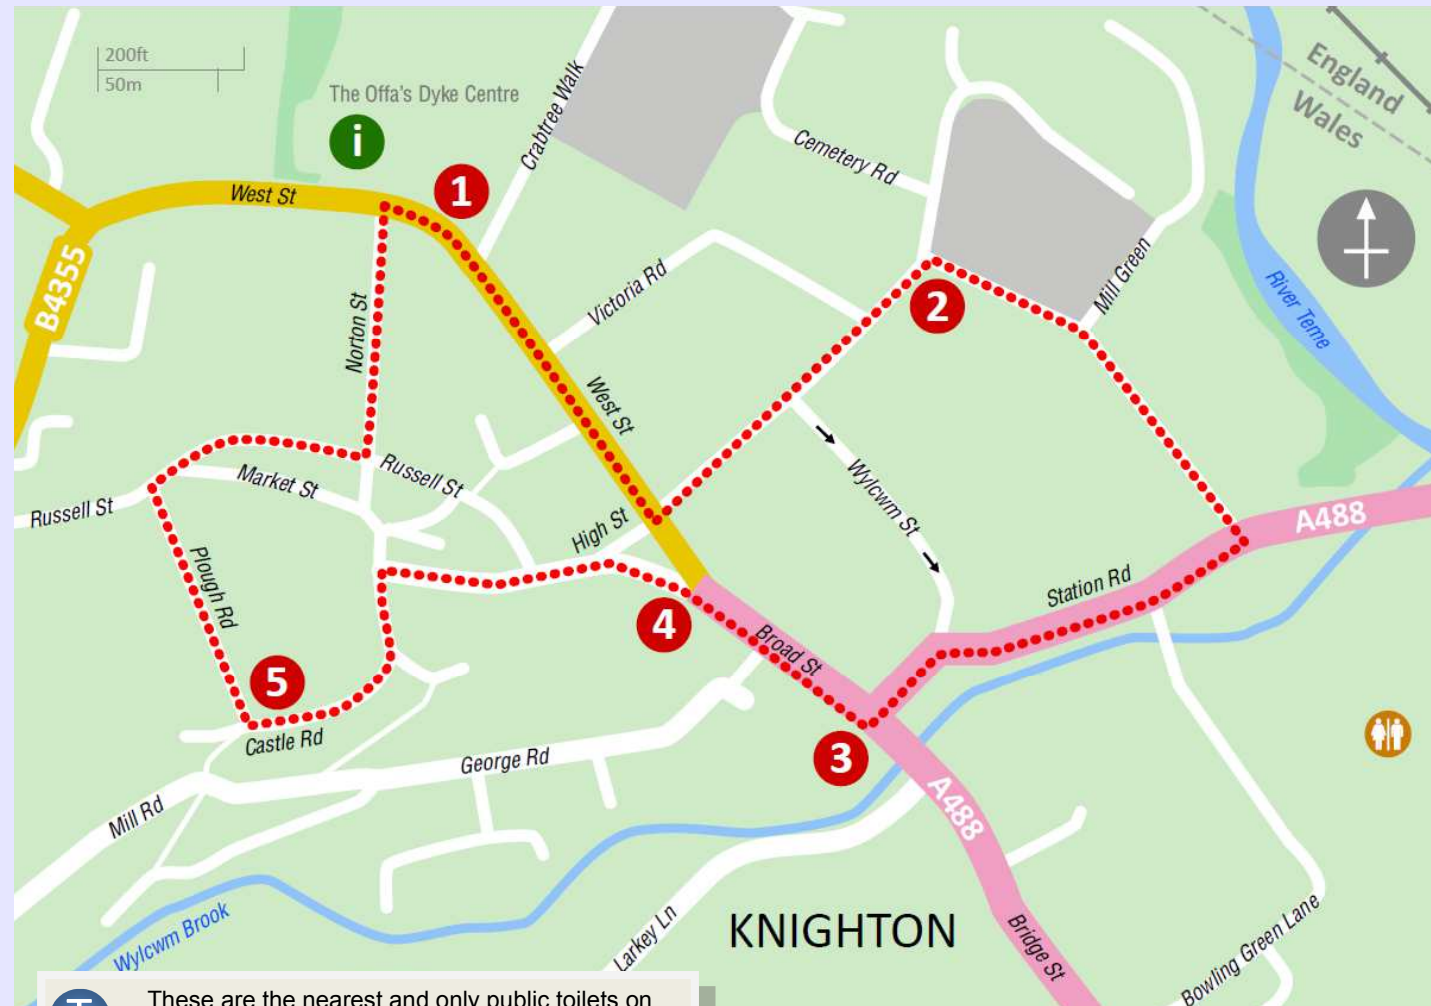 200ft
50m
The Offa's Dyke Centre
i
England
Wales
Crabtree Walk
Cemetery Rd
1
West St
B4355
Norton St
Victoria Rd
2
Mill Green
River Teme
West St
Russell St
Market St
Russell St
High St
Wylcwm St
A488
Station Rd
Plough Rd
4
Broad St
5
Castle Rd
3
George Rd
Mill Rd
A488
Larkey Ln
KNIGHTON
Bridge St
Bowling Green Lane
Wylcwm Brook
T
These are the nearest and only public toilets on